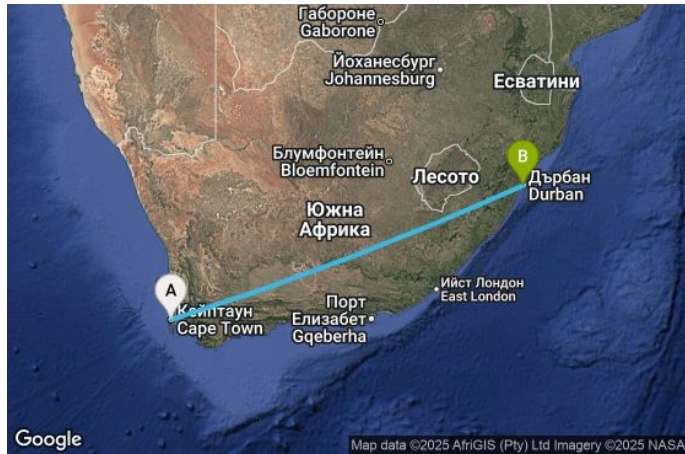 Габороне
Gaborone
Йоханесбург
Johannesburg
Есватини
Блумфонтейн
Bloemfontein
Лесото
B
Дърбан
Durban
Южна
Африка
Ийст Лондон
East London
A
Кейптаун
Cape Town
Порт
Елизабет
Gqeberha
Google
Map data ©2025 AfriGIS (Pty) Ltd Imagery ©2025 NASA